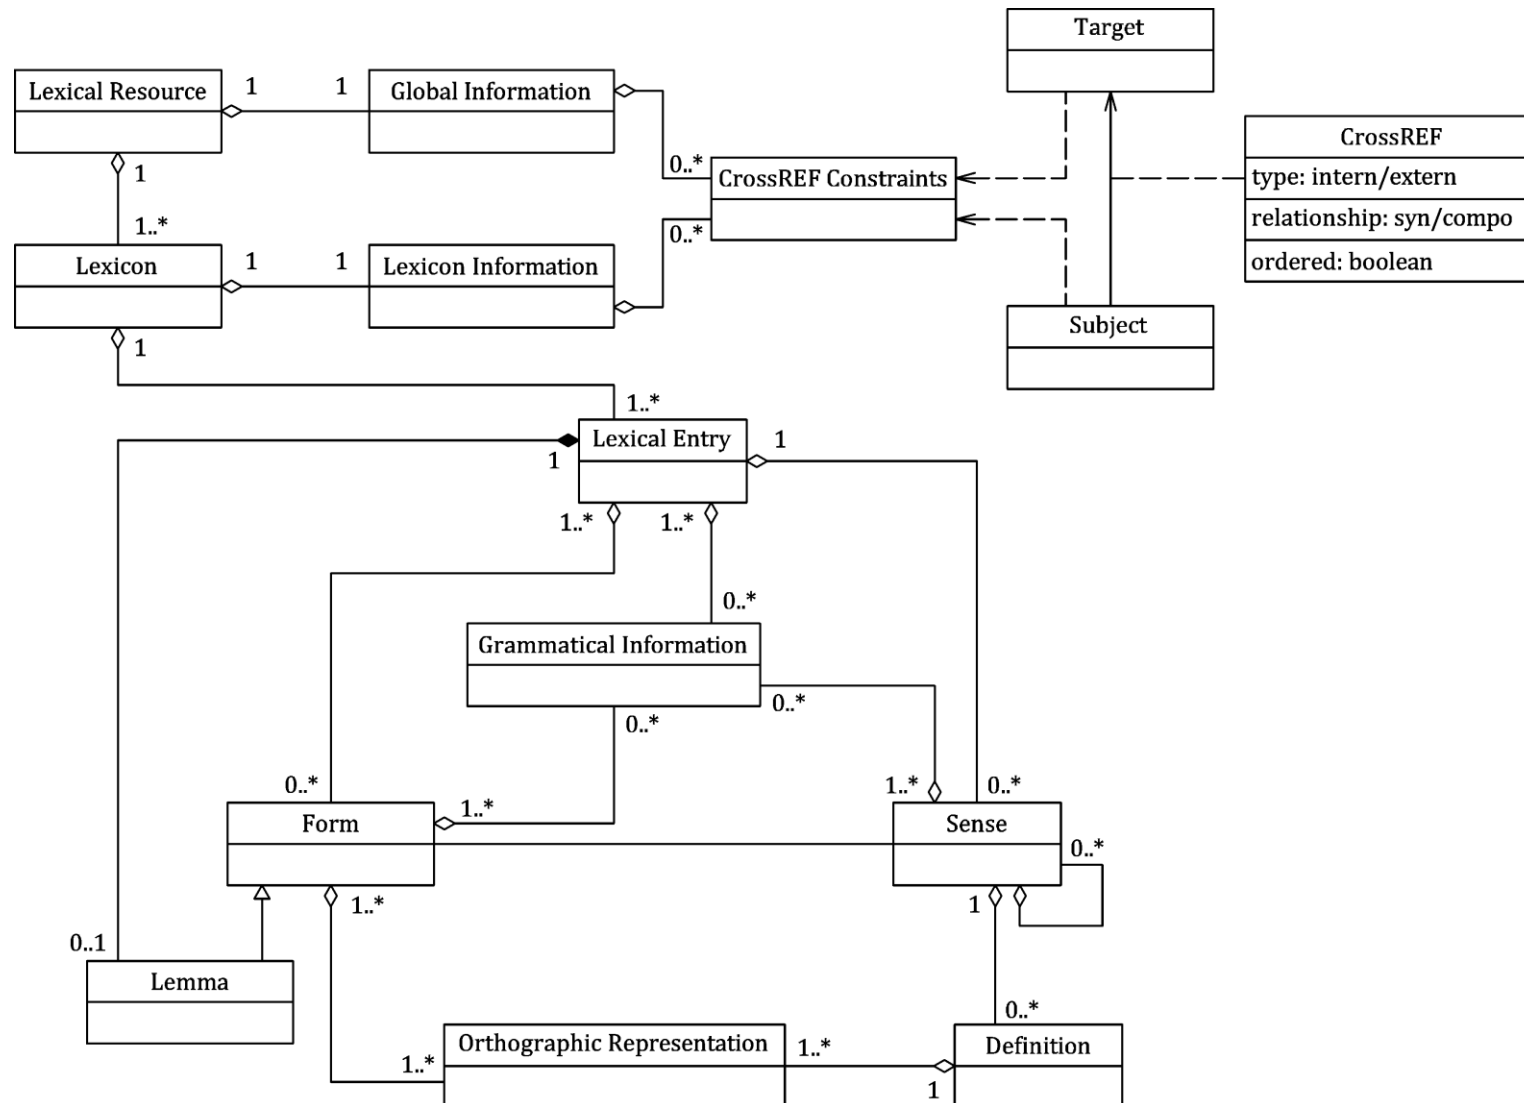 Target
Lexical Resource
1
1
Global Information
CrossREF
type: intern/extern
relationship: syn/compo
ordered: boolean
0..*
CrossREF Constraints
0..*
1
1..*
Lexicon
1
1
Lexicon Information
Subject
1
1..*
Lexical Entry
1
1
1..*
1..*
0..*
Grammatical Information
0..*
0..*
0..*
1..*
1..*
0..*
Form
Sense
0..*
1..*
1
0..1
Lemma
0..*
Orthographic Representation
1..*
Definition
1..*
1